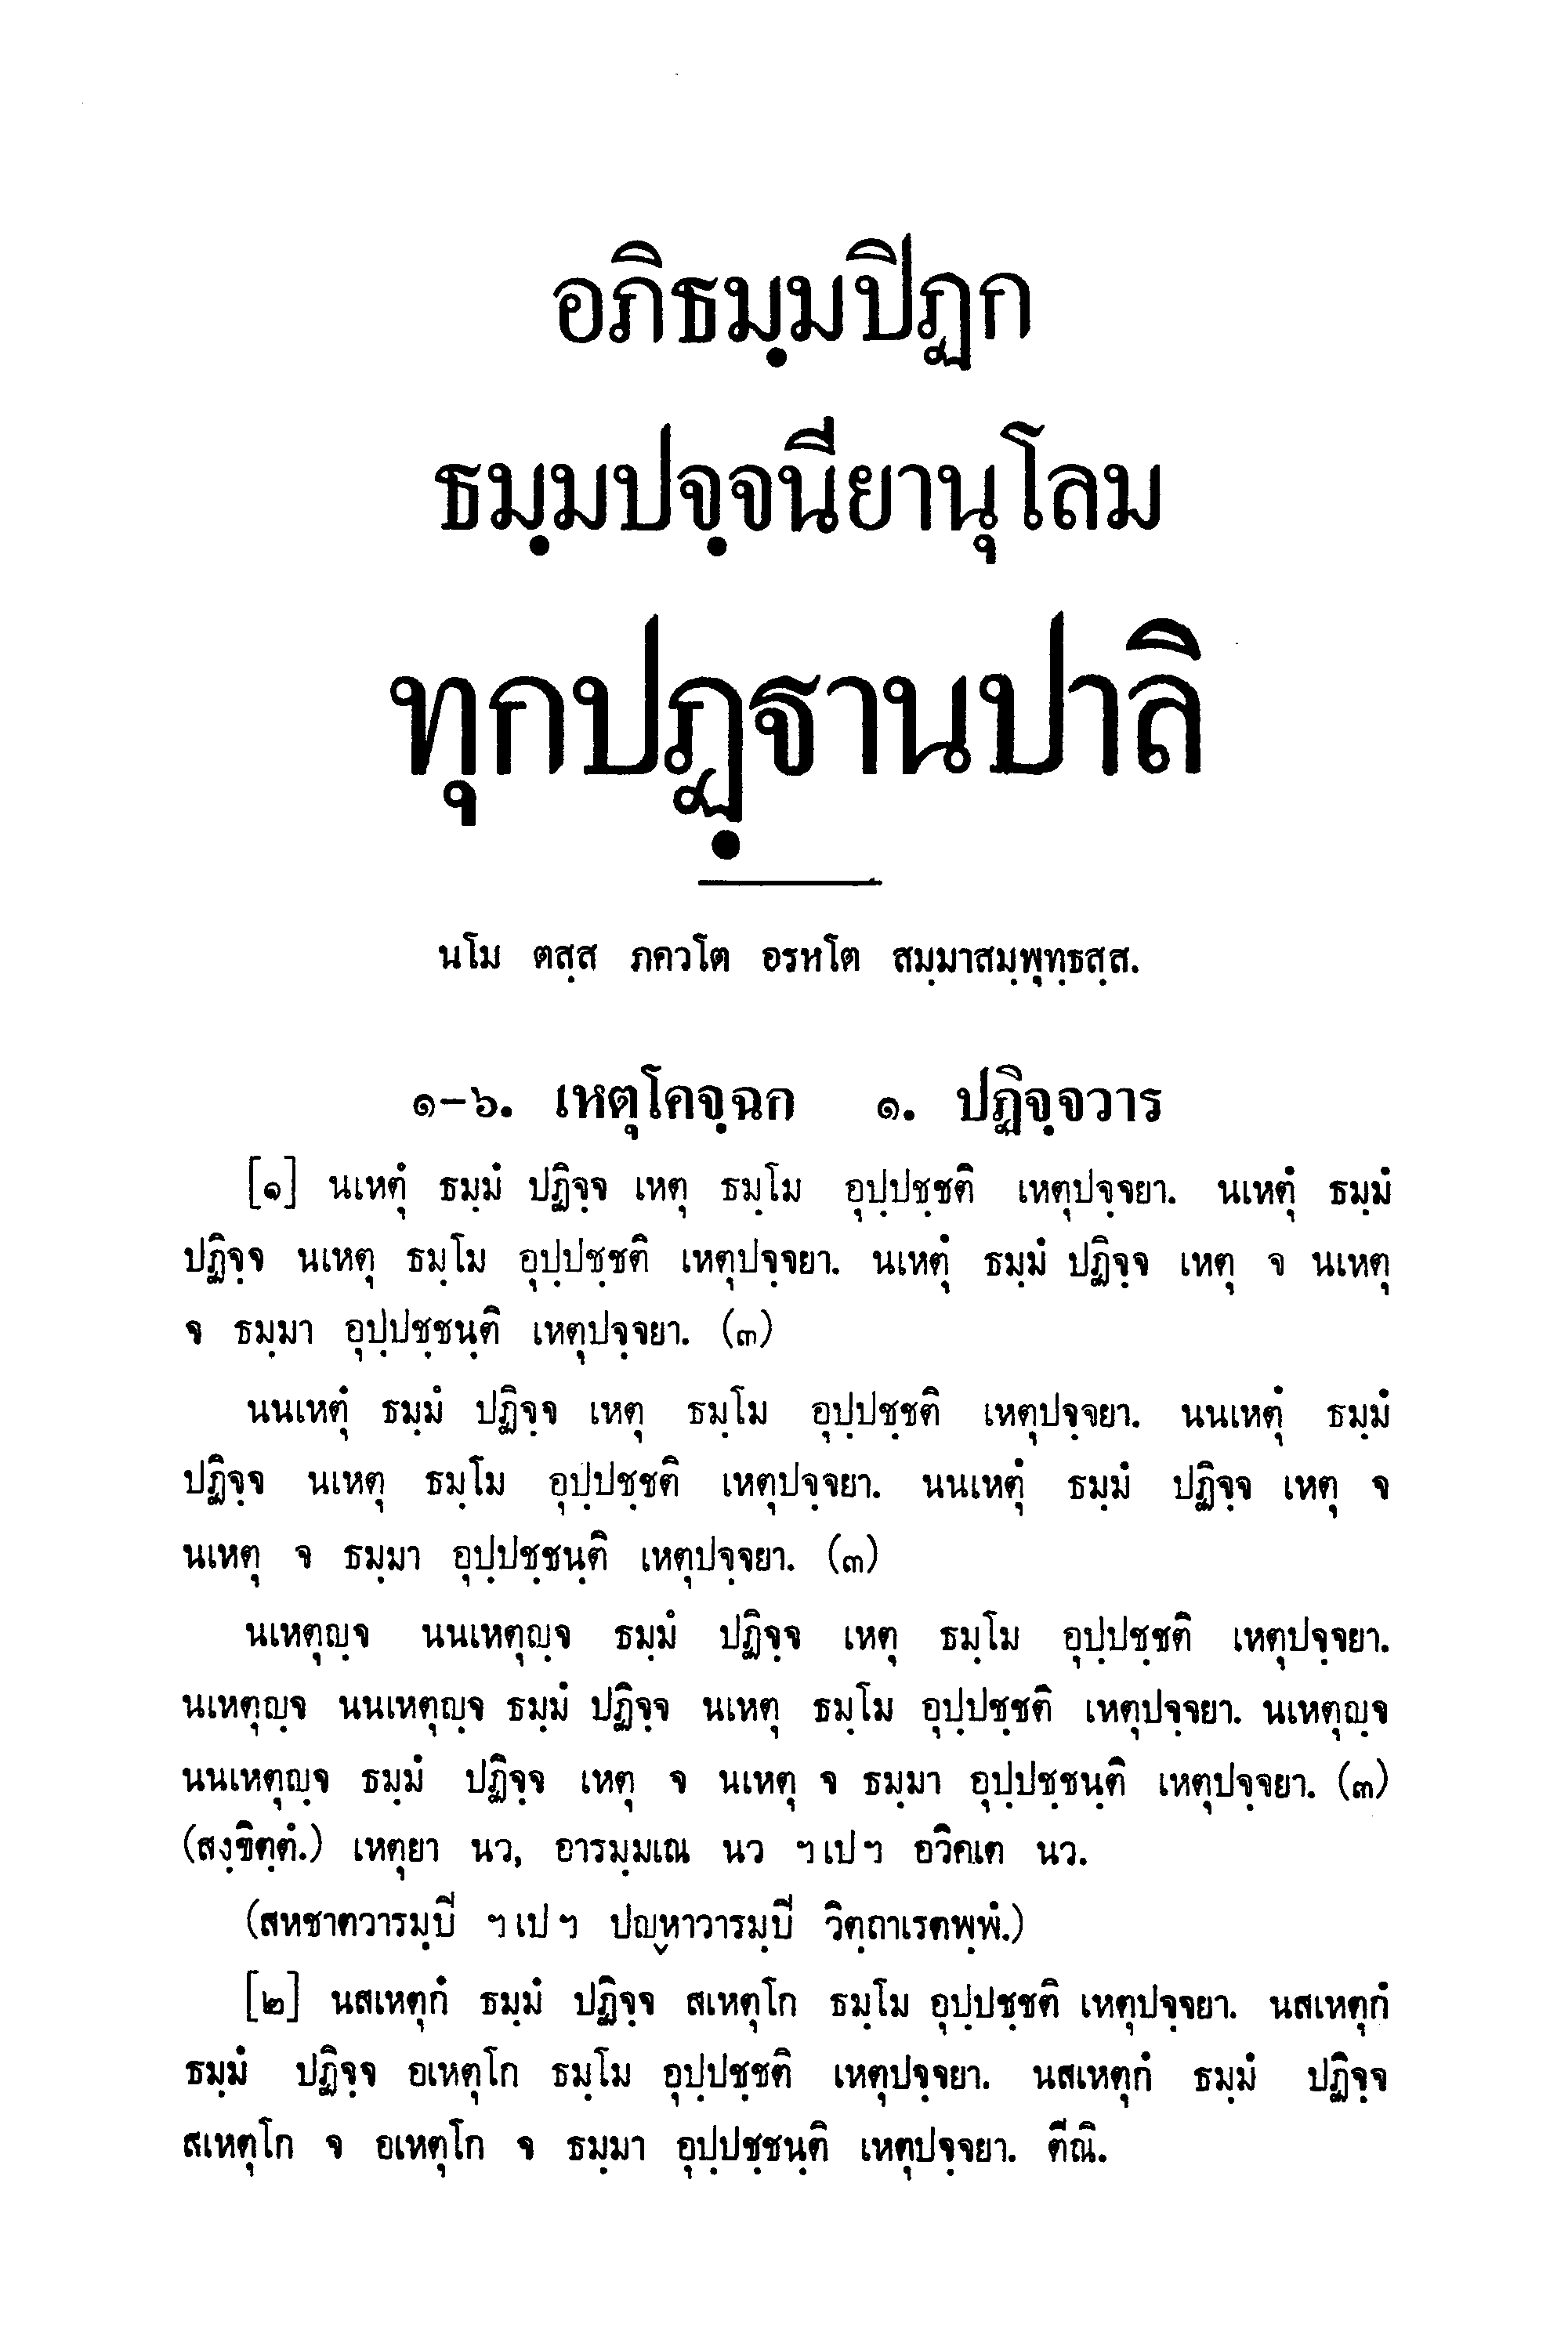 อภิธมฺมปิฏก
ธมฺมปจฺจนียานุโลม
ทุกปฏฺฐานปาลิ
นโม ตสฺส ภควโต อรหโต สมฺมาสมฺพุทฺธสฺส.
๑-๖. เหตุโคจฺฉก ๑. ปฏิจฺจวาร
[๑] นเหตุํ ธมฺมํ ปฏิจฺจ เหตุ ธมฺโม อุปฺปชฺชติ เหตุปจฺจยา. นเหตุํ ธมฺมํ
ปฏิจฺจ นเหตุ ธมฺโม อุปฺปชฺชติ เหตุปจฺจยา. นเหตุํ ธมฺมํ ปฏิจฺจ เหตุ จ นเหตุ
จ ธมฺมา อุปฺปชฺชนฺติ เหตุปจฺจยา. (๓)
นนเหตุํ ธมฺมํ ปฏิจฺจ เหตุ ธมฺโม อุปฺปชฺชติ เหตุปจฺจยา. นนเหตุํ ธมฺมํ
ปฏิจฺจ นเหตุ ธมฺโม อุปฺปชฺชติ เหตุปจฺจยา. นนเหตุํ ธมฺมํ ปฏิจฺจ เหตุ จ
นเหตุ จ ธมฺมา อุปฺปชฺชนฺติ เหตุปจฺจยา. (๓)
นเหตุญฺจ นนเหตุญฺจ ธมฺมํ ปฏิจฺจ เหตุ ธมฺโม อุปฺปชฺชติ เหตุปจฺจยา.
นเหตุญฺจ นนเหตุญฺจ ธมฺมํ ปฏิจฺจ นเหตุ ธมฺโม อุปฺปชฺชติ เหตุปจฺจยา. นเหตุญฺจ
นนเหตุญฺจ ธมฺมํ ปฏิจฺจ เหตุ จ นเหตุ จ ธมฺมา อุปฺปชฺชนฺติ เหตุปจฺจยา. (๓)
(สงฺขิตฺตํ.) เหตุยา นว, อารมฺมเณ นว ฯ เป ฯ อวิคเต นว.
(สหชาตวารมฺปี ฯ เป ฯ ปญฺหาวารมฺปี วิตฺถาเรตพฺพํ.)
[๒] นสเหตุกํ ธมฺมํ ปฏิจฺจ สเหตุโก ธมฺโม อุปฺปชฺชติ เหตุปจฺจยา. นสเหตุกํ
ธมฺมํ ปฏิจฺจ อเหตุโก ธมฺโม อุปฺปชฺชติ เหตุปจฺจยา. นสเหตุกํ ธมฺมํ ปฏิจฺจ
สเหตุโก จ อเหตุโก จ ธมฺมา อุปฺปชฺชนฺติ เหตุปจฺจยา. ตีณิ.